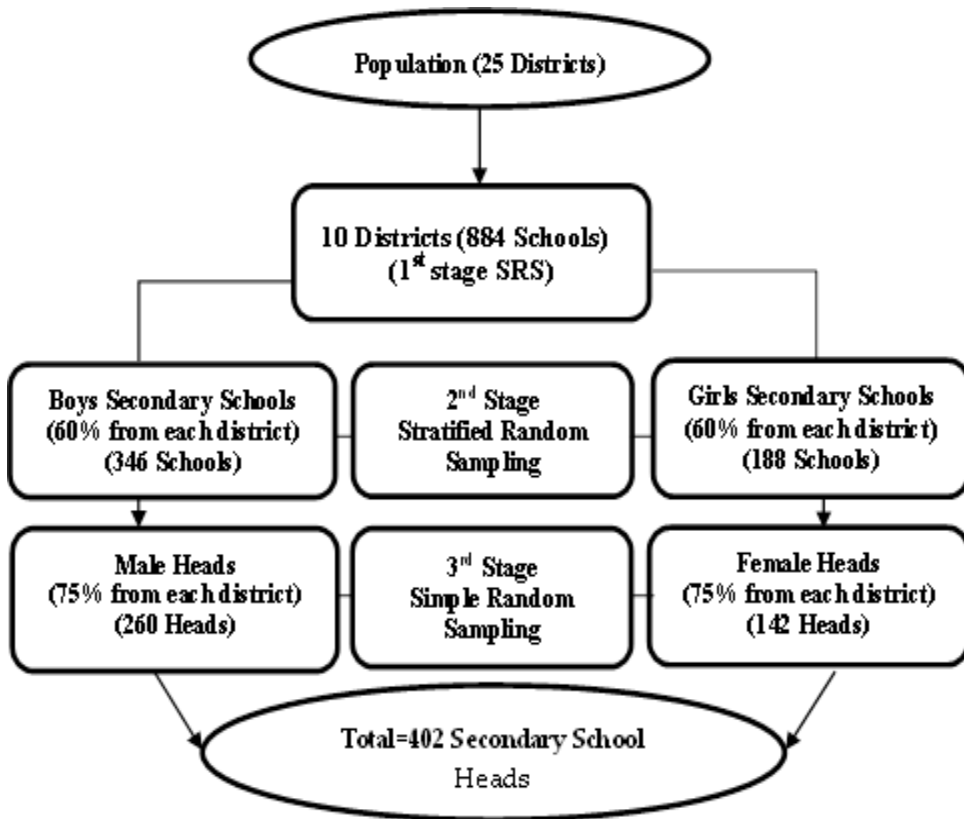 Population (25 Districts)
10 Districts (884 Schools)
(1st stage SRS)
Boys Secondary Schools
(60% from each district)
(346 Schools)
2nd Stage
Stratified Random
Sampling
Girls Secondary Schools
(60% from each district)
(188 Schools)
Male Heads
(75% from each district)
(260 Heads)
3rd Stage
Simple Random
Sampling
Female Heads
(75% from each district)
(142 Heads)
Total=402 Secondary School
Heads